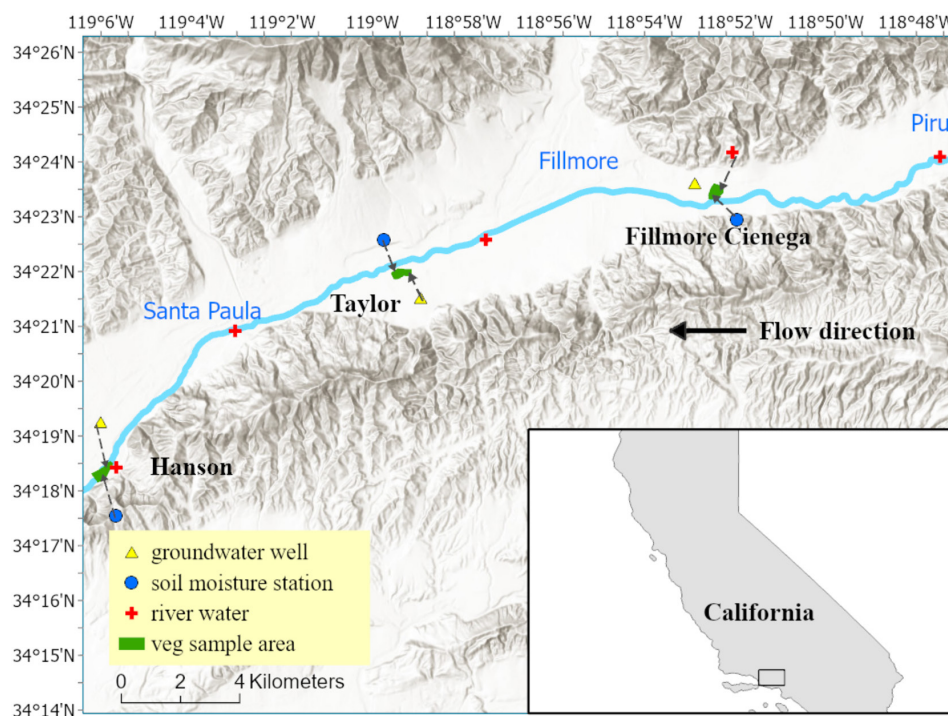 119°6'W 119°4'W 119°2'W 119°0' 118°58'W 118°56'W 118°54'W 118°52'W 118°50'W 118°48'W
34°26'N
34°25'N
34°24'N
34°23'N
34°22'N
34°21'N
34°20'N
34°19'N
34°18'N
34°17'N
34°16'N
34°15'N
34°14'N
Piru
Fillmore
Fillmore Cienega
Taylor
Santa Paula
Flow direction
Hanson
groundwater well
soil moisture station
river water
veg sample area
0 2 4 Kilometers
California